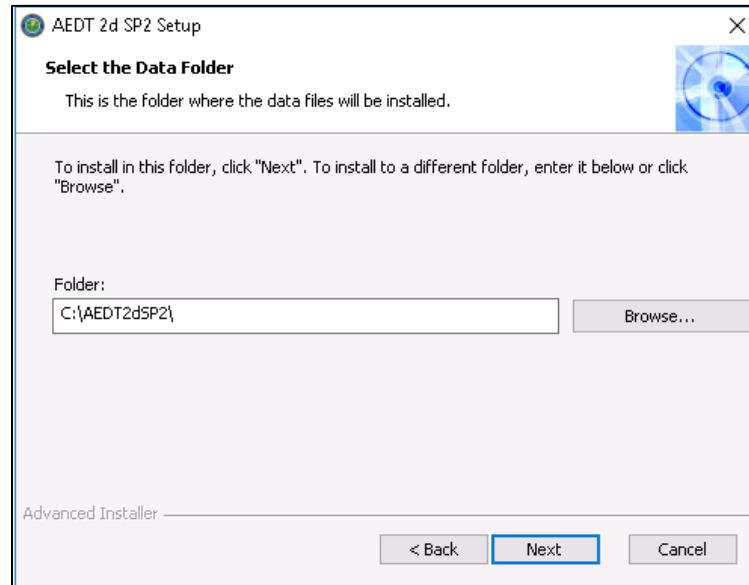 AEDT 2d SP2 Setup
Select the Data Folder
This is the folder where the data files will be installed.
To install in this folder, click "Next". To install to a different folder, enter it below or click
"Browse".
Folder:
C:\AEDT2dSP2\
Browse...
Advanced Installer
< Back
Next
Cancel